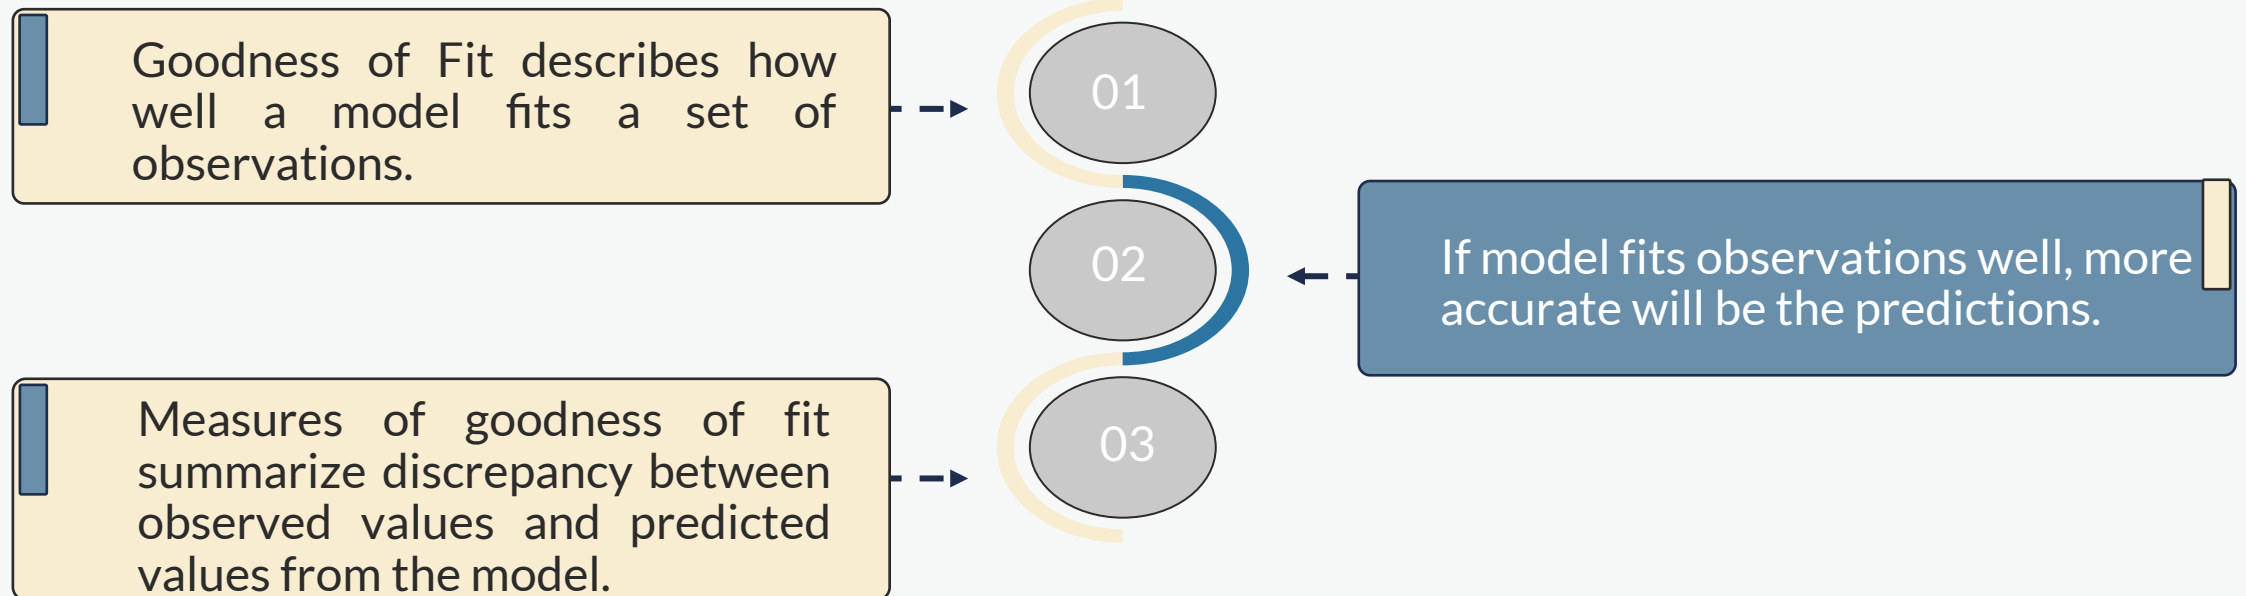 Goodness of Fit describes how
well a model fits a set of
observations.
01
02
If model fits observations well, more
accurate will be the predictions.
Measures of goodness of fit
summarize discrepancy between
observed values and predicted
values from the model.
03